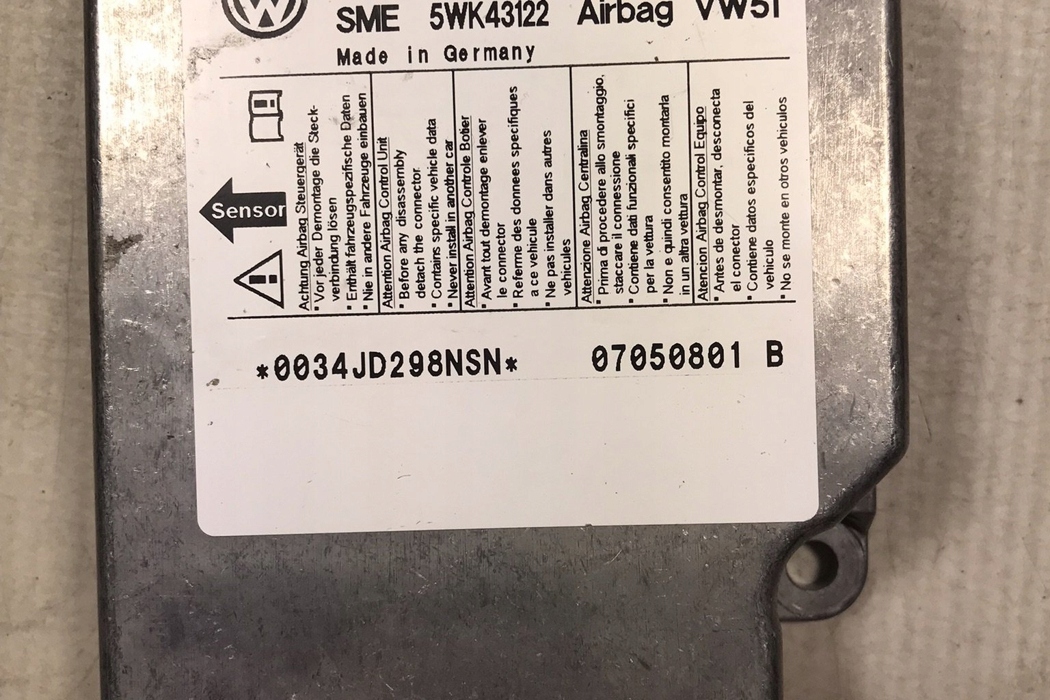 SME 5WK43122 Airbag VW51
Made in Germany
Sensor
Achtung Airbag Steuergerät
Vor jeder Demontage die Steck-
verbindung lösen
Enthält fahrzeugspezifische Daten
Nie in andere Fahrzeuge einbauen
Attention Airbag Control Unit
Before any disassembly
detach the connector
Contains specific vehicle data
Never install in another car
Attention Airbag Controle Botier
Avant tout demontage enlever
le connector
Referme des donnees specifiques
a ce vehicule
Ne pas installer dans autres
vehicules
Attenzione Airbag Centralina
Prima di procedere allo smontaggio,
staccare il connessione
Contiene dati funzionali specifici
per la vettura
Non e quindi consentito montarla
in un altra vettura
Atencion Airbag Control Equipo
Antes de desmontar, desconecta
el conector
Contiene datos especificos del
vehiculo
No se monte en otros vehiculos
*0034JD298NSN* 07050801 B